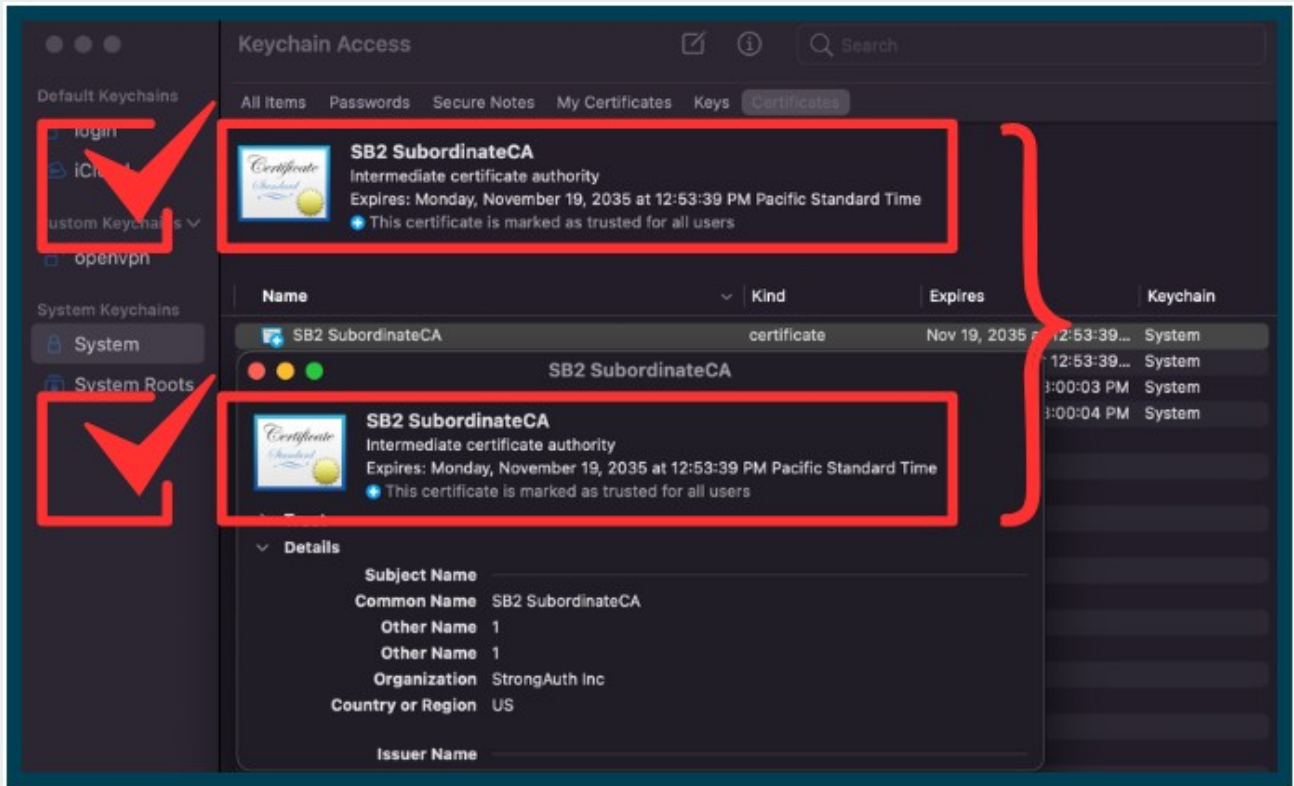 Keychain Access
Search
Default Keychains
All Items Passwords Secure Notes My Certificates Keys Certificates
login
iCloud
SB2 SubordinateCA
Intermediate certificate authority
Expires: Monday, November 19, 2035 at 12:53:39 PM Pacific Standard Time
This certificate is marked as trusted for all users
Custom Keychains
openvpn
System Keychains
System
System Roots
Name Kind Expires Keychain
SB2 SubordinateCA certificate Nov 19, 2035 at 12:53:39... System
12:53:39... System
3:00:03 PM System
3:00:04 PM System
SB2 SubordinateCA
SB2 SubordinateCA
Intermediate certificate authority
Expires: Monday, November 19, 2035 at 12:53:39 PM Pacific Standard Time
This certificate is marked as trusted for all users
Details
Subject Name
Common Name SB2 SubordinateCA
Other Name 1
Other Name 1
Organization StrongAuth Inc
Country or Region US
Issuer Name